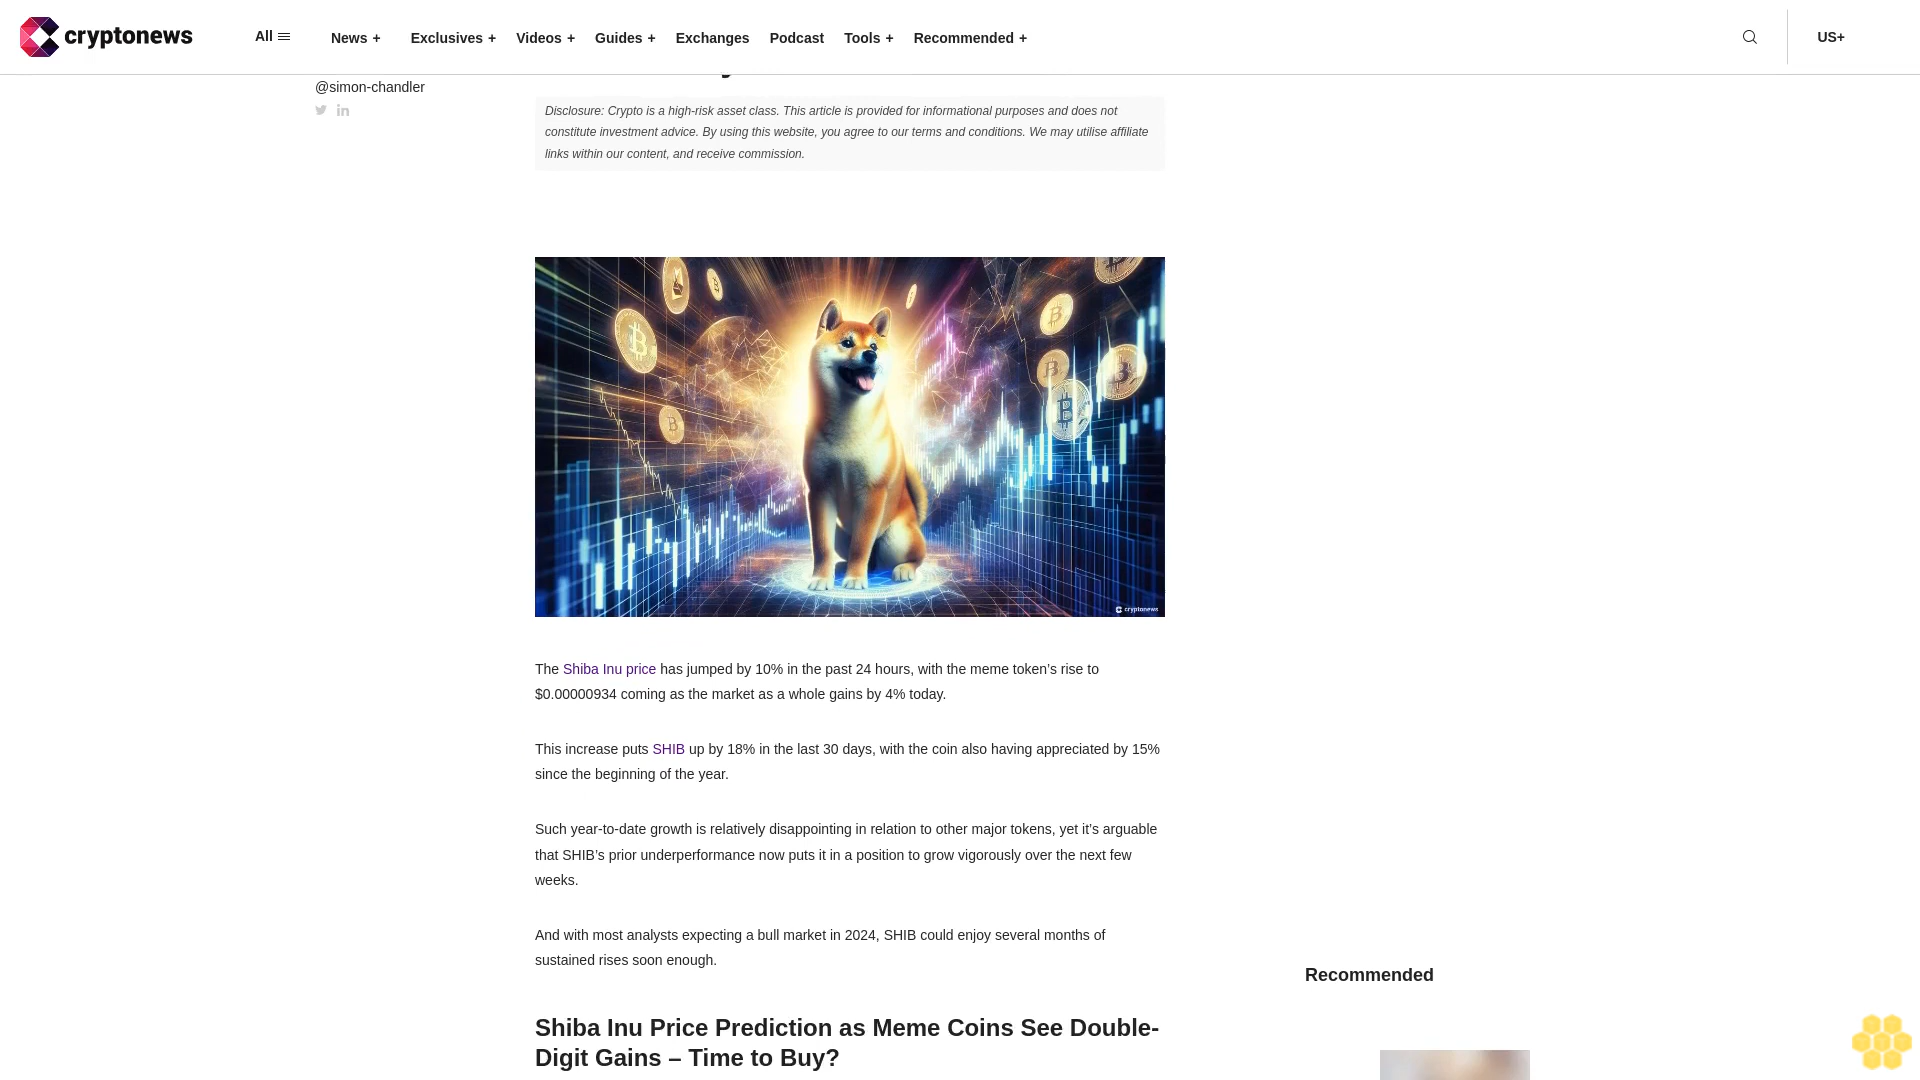 cryptonews
All
News +
Exclusives +
Videos +
Guides +
Exchanges
Podcast
Tools +
Recommended +
US+
@simon-chandler
Disclosure: Crypto is a high-risk asset class. This article is provided for informational purposes and does not
constitute investment advice. By using this website, you agree to our terms and conditions. We may utilise affiliate
links within our content, and receive commission.
cryptonews
The Shiba Inu price has jumped by 10% in the past 24 hours, with the meme token’s rise to
$0.00000934 coming as the market as a whole gains by 4% today.
This increase puts SHIB up by 18% in the last 30 days, with the coin also having appreciated by 15%
since the beginning of the year.
Such year-to-date growth is relatively disappointing in relation to other major tokens, yet it’s arguable
that SHIB’s prior underperformance now puts it in a position to grow vigorously over the next few
weeks.
And with most analysts expecting a bull market in 2024, SHIB could enjoy several months of
sustained rises soon enough.
Recommended
Shiba Inu Price Prediction as Meme Coins See Double-
Digit Gains – Time to Buy?